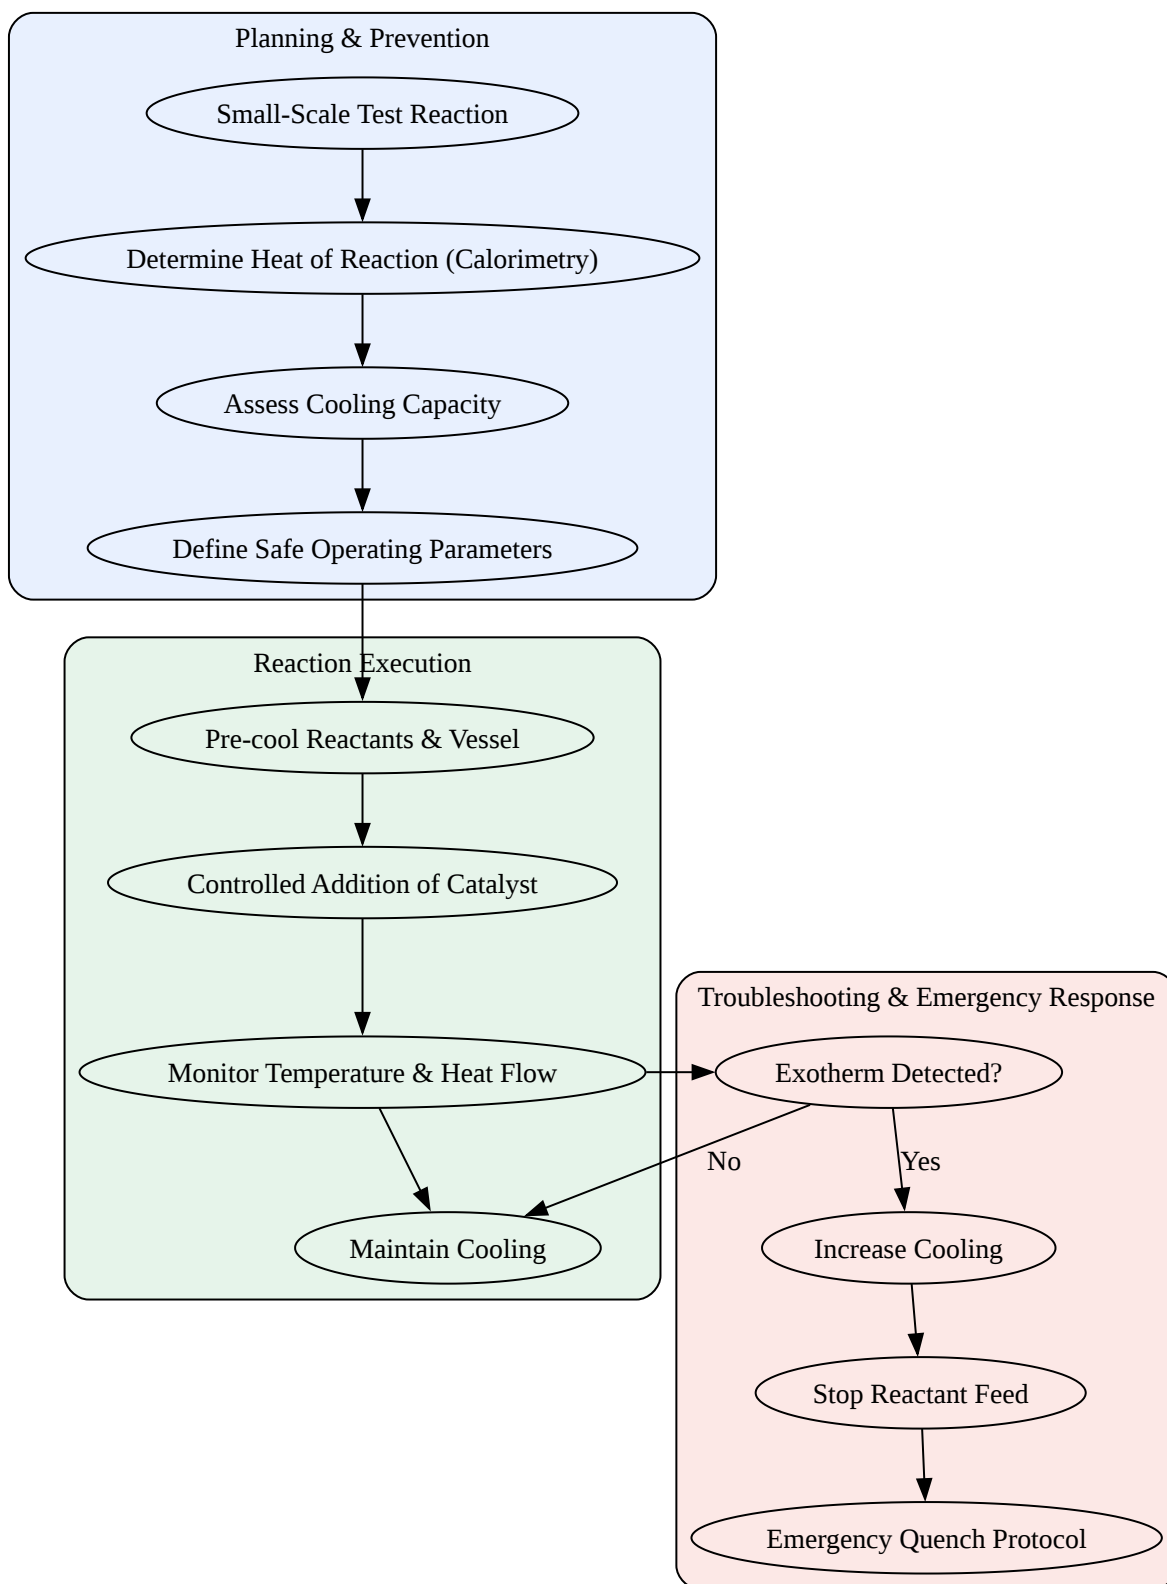 Planning & Prevention
Small-Scale Test Reaction
Determine Heat of Reaction (Calorimetry)
Assess Cooling Capacity
Define Safe Operating Parameters
Reaction Execution
Pre-cool Reactants & Vessel
Controlled Addition of Catalyst
Monitor Temperature & Heat Flow
Maintain Cooling
Troubleshooting & Emergency Response
Exotherm Detected?
No
Yes
Increase Cooling
Stop Reactant Feed
Emergency Quench Protocol